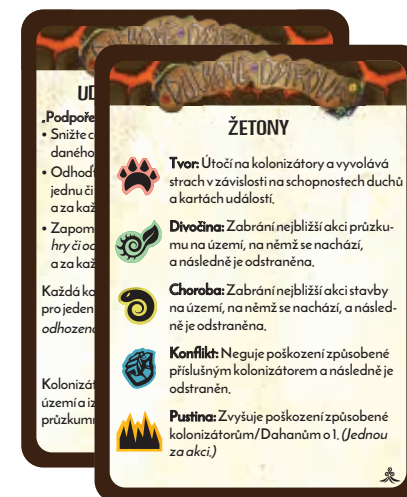 UD
„Podpoře
• Snižte c
daného
• Odhoď
jednu či
a za kaž
• Zapom
hry či oc
a za kaž
Každá ko
pro jeden
odhozen
Kolonizát
území a iz
průzkum
ŽETONY
Tvor: Útočí na kolonizátory a vyvolává
strach v závislosti na schopnostech duchů
a kartách událostí.
Divočina: Zabrání nejbližší akci průzku-
mu na území, na němž se nachází,
a následně je odstraněna.
Choroba: Zabrání nejbližší akci stavby
na území, na němž se nachází, a násled-
ně je odstraněna.
Konflikt: Neguje poškození způsobené
příslušným kolonizátorem a následně je
odstraněn.
Pustina: Zvyšuje poškození způsobené
kolonizátorům/Dahanům o 1. (Jednou
za akci.)